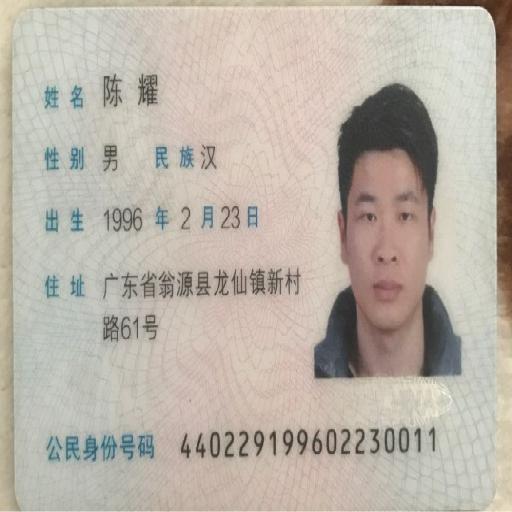 姓名 陈耀
性别 男 民族 汉
出生 1996 年 2 月 23 日
住址 广东省翁源县龙仙镇新村
路61号
公民身份号码 440229199602230011